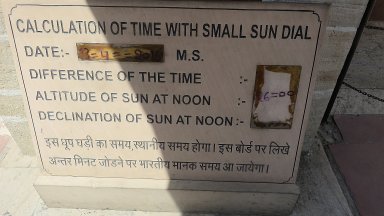 CALCULATION OF TIME WITH SMALL SUN DIAL
DATE:- M.S.
DIFFERENCE OF THE TIME :-
ALTITUDE OF SUN AT NOON :-
DECLINATION OF SUN AT NOON :-
इस धूप घड़ी का समय स्थानीय समय होगा। इस बोर्ड पर लिखे
अन्तर मिनट जोडने पर भारतीय मानक समय आ जायेगा।